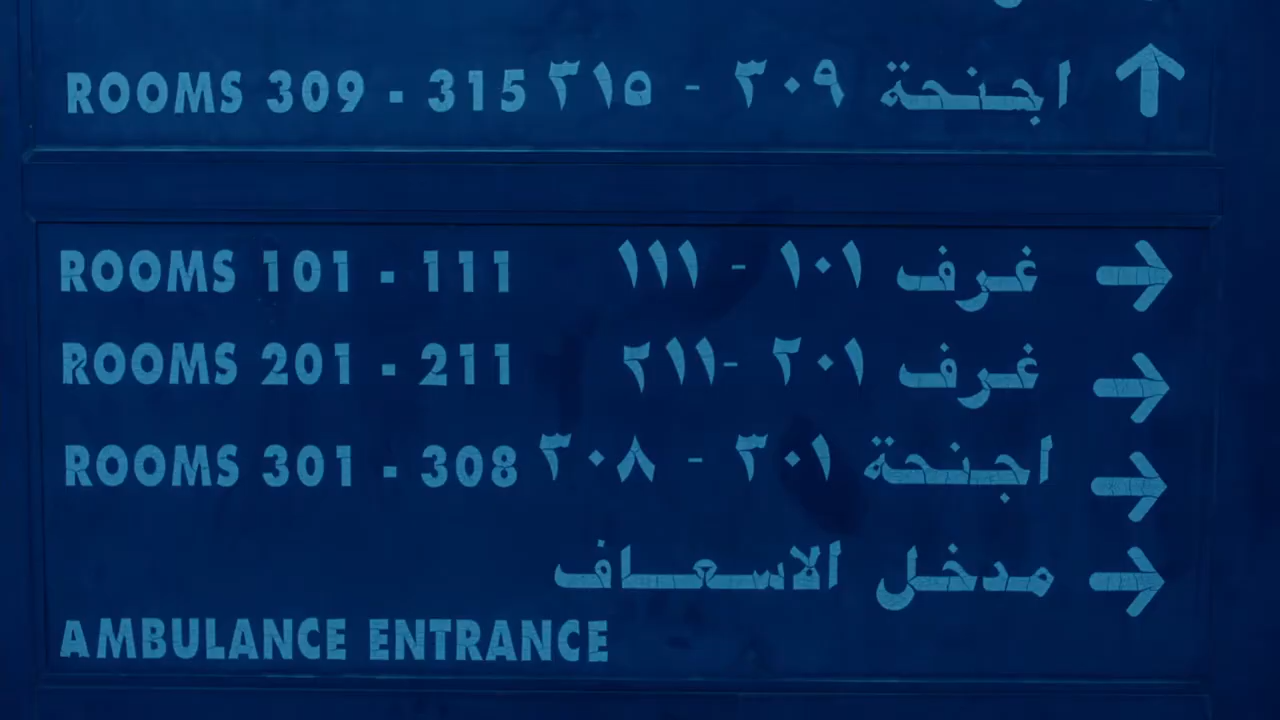 ROOMS 309 - 315 اجنحة ٣٠٩ - ٣١٥
ROOMS 101 - 111 غرف ١٠١ - ١١١
ROOMS 201 - 211 غرف ٢٠١ - ٢١١
ROOMS 301 - 308 اجنحة ٣٠١ - ٣٠٨
مدخل الاسعاف
AMBULANCE ENTRANCE